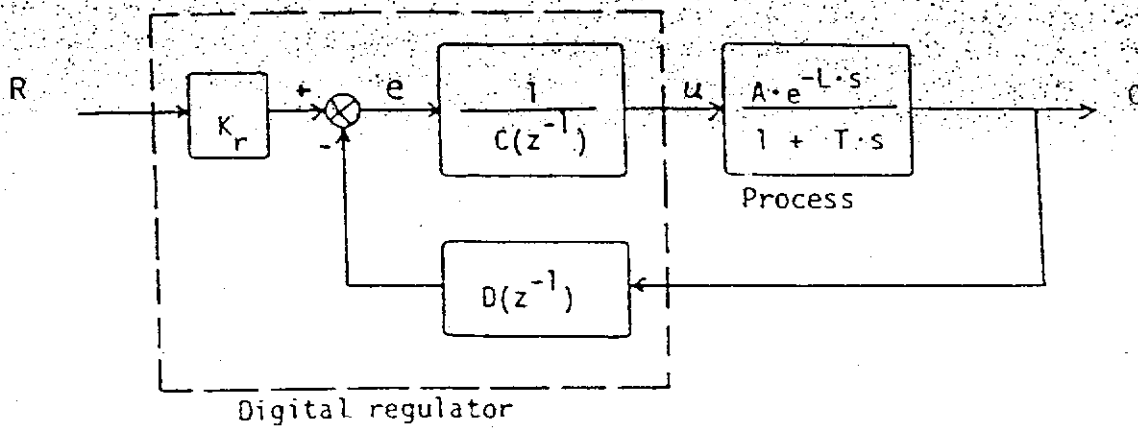 R
K_r
+
-
e
1
C(z^{-1})
u
A·e^{-L·s}
1 + T·s
Process
C
D(z^{-1})
Digital regulator